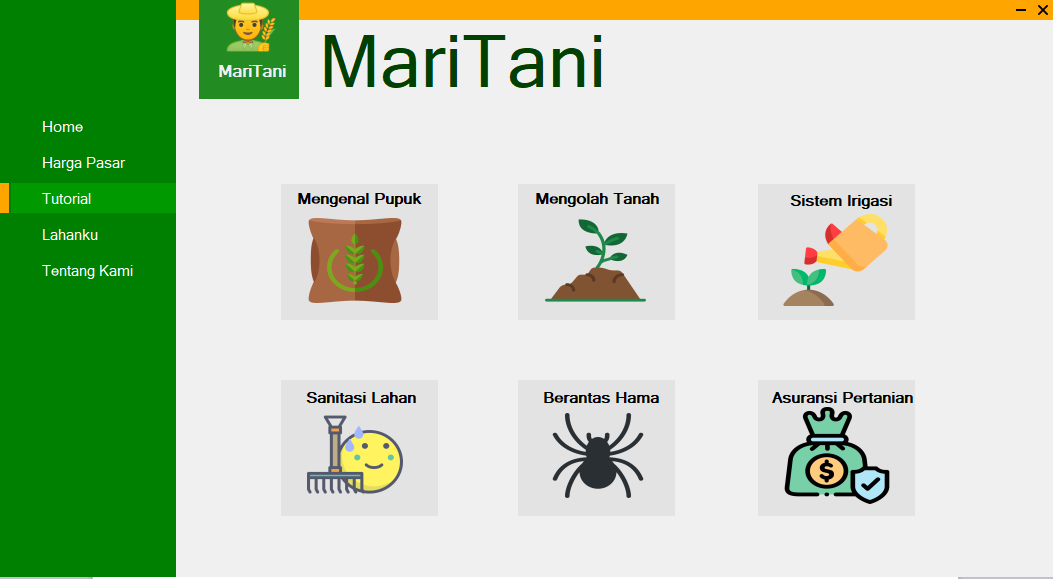 MariTani
MariTani
Home
Harga Pasar
Tutorial
Lahanku
Tentang Kami
Mengenal Pupuk
Mengolah Tanah
Sistem Irigasi
Sanitasi Lahan
Berantas Hama
Asuransi Pertanian
$